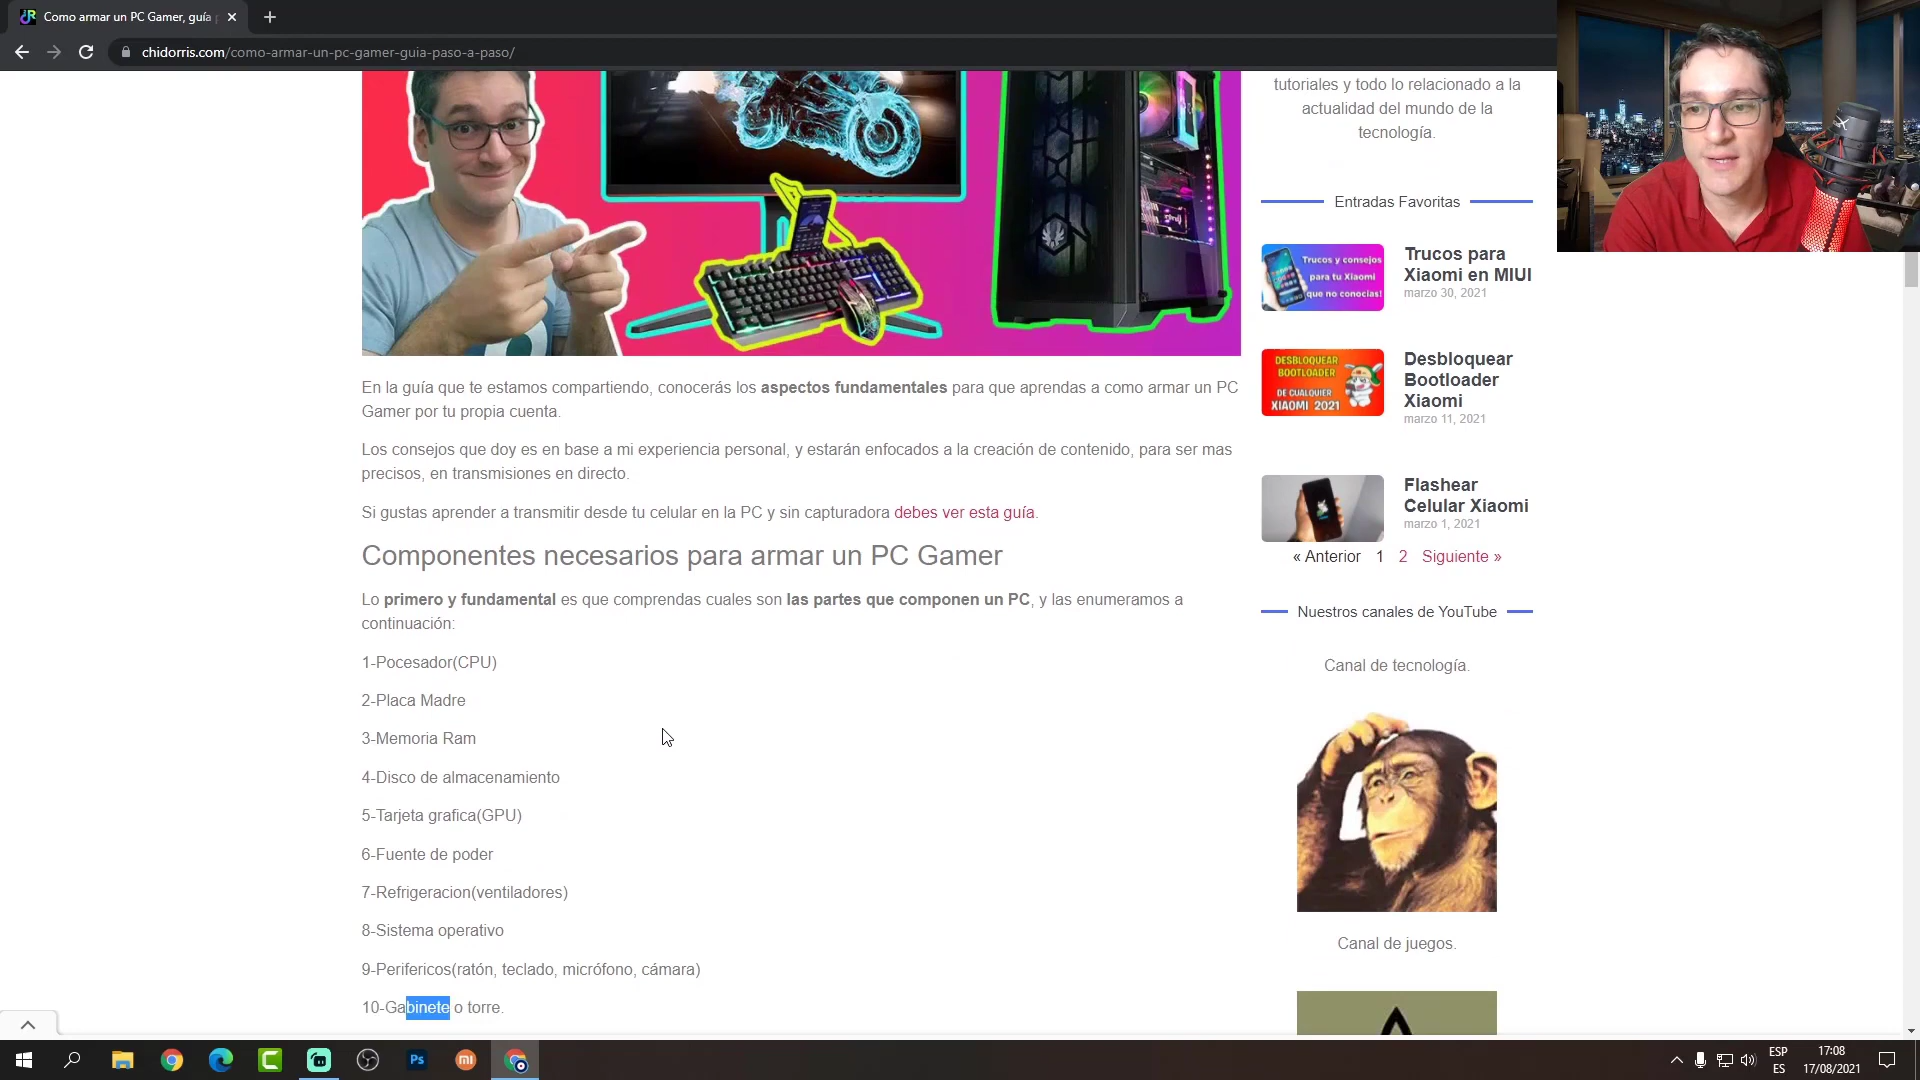 Como armar un PC Gamer, guía p
chidorris.com/como-armar-un-pc-gamer-guia-paso-a-paso/
En la guía que te estamos compartiendo, conocerás los aspectos fundamentales para que aprendas a como armar un PC
Gamer por tu propia cuenta.
Los consejos que doy es en base a mi experiencia personal, y estarán enfocados a la creación de contenido, para ser mas
precisos, en transmisiones en directo.
Si gustas aprender a transmitir desde tu celular en la PC y sin capturadora debes ver esta guía.
Componentes necesarios para armar un PC Gamer
Lo primero y fundamental es que comprendas cuales son las partes que componen un PC, y las enumeramos a
continuación:
1-Pocesador(CPU)
2-Placa Madre
3-Memoria Ram
4-Disco de almacenamiento
5-Tarjeta grafica(GPU)
6-Fuente de poder
7-Refrigeracion(ventiladores)
8-Sistema operativo
9-Perifericos(ratón, teclado, micrófono, cámara)
10-Gabinete o torre.
tutoriales y todo lo relacionado a la
actualidad del mundo de la
tecnología.
Entradas Favoritas
Trucos y consejos
para tu Xiaomi
que no conocias!
Trucos para
Xiaomi en MIUI
marzo 30, 2021
DESBLOQUEAR
BOOTLOADER
DE CUALQUIER
XIAOMI 2021
Desbloquear
Bootloader
Xiaomi
marzo 11, 2021
Flashear
Celular Xiaomi
marzo 1, 2021
« Anterior 1 2 Siguiente »
Nuestros canales de YouTube
Canal de tecnología.
Canal de juegos.
Ps
mi
ESP
ES
17:08
17/08/2021